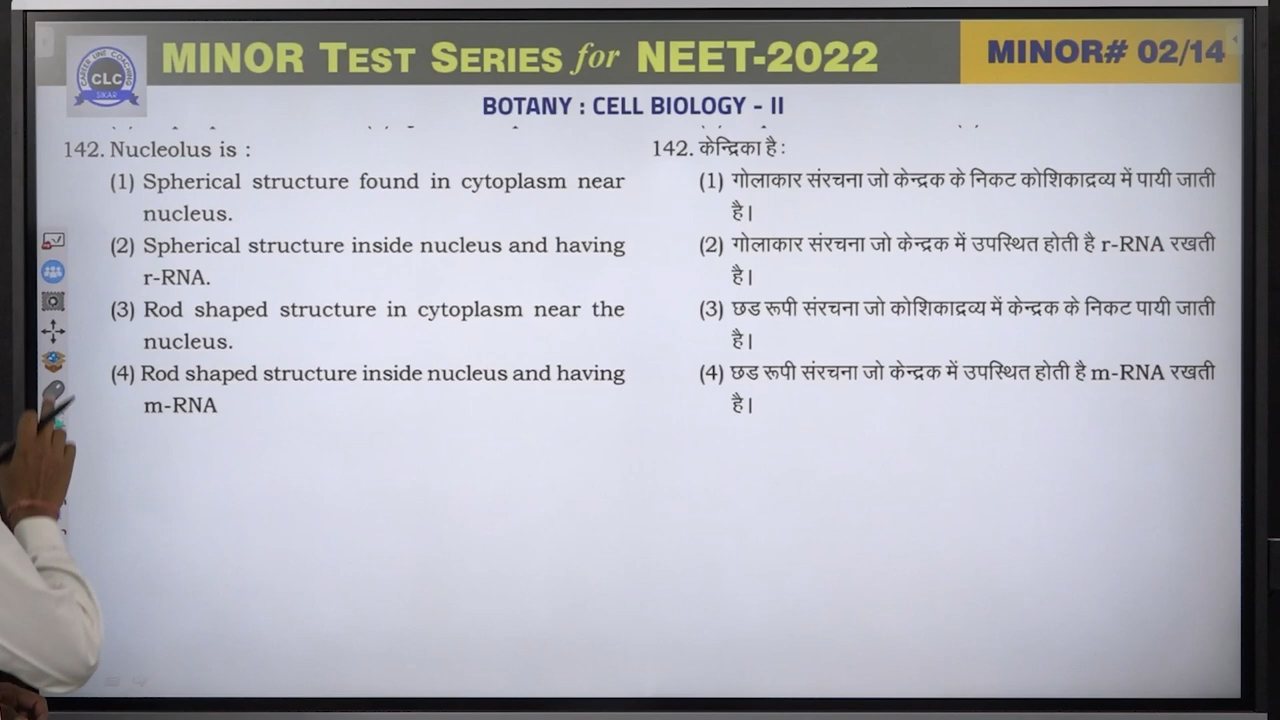 CAREER LINE COACHING
CLC
SIKAR
MINOR TEST SERIES for NEET-2022
MINOR# 02/14
BOTANY : CELL BIOLOGY - II
142. Nucleolus is :
(1) Spherical structure found in cytoplasm near
nucleus.
(2) Spherical structure inside nucleus and having
r-RNA.
(3) Rod shaped structure in cytoplasm near the
nucleus.
(4) Rod shaped structure inside nucleus and having
m-RNA
142. केन्द्रिका है :
(1) गोलाकार संरचना जो केन्द्रक के निकट कोशिकाद्रव्य में पायी जाती
है।
(2) गोलाकार संरचना जो केन्द्रक में उपस्थित होती है r-RNA रखती
है।
(3) छड रूपी संरचना जो कोशिकाद्रव्य में केन्द्रक के निकट पायी जाती
है।
(4) छड रूपी संरचना जो केन्द्रक में उपस्थित होती है m-RNA रखती
है।